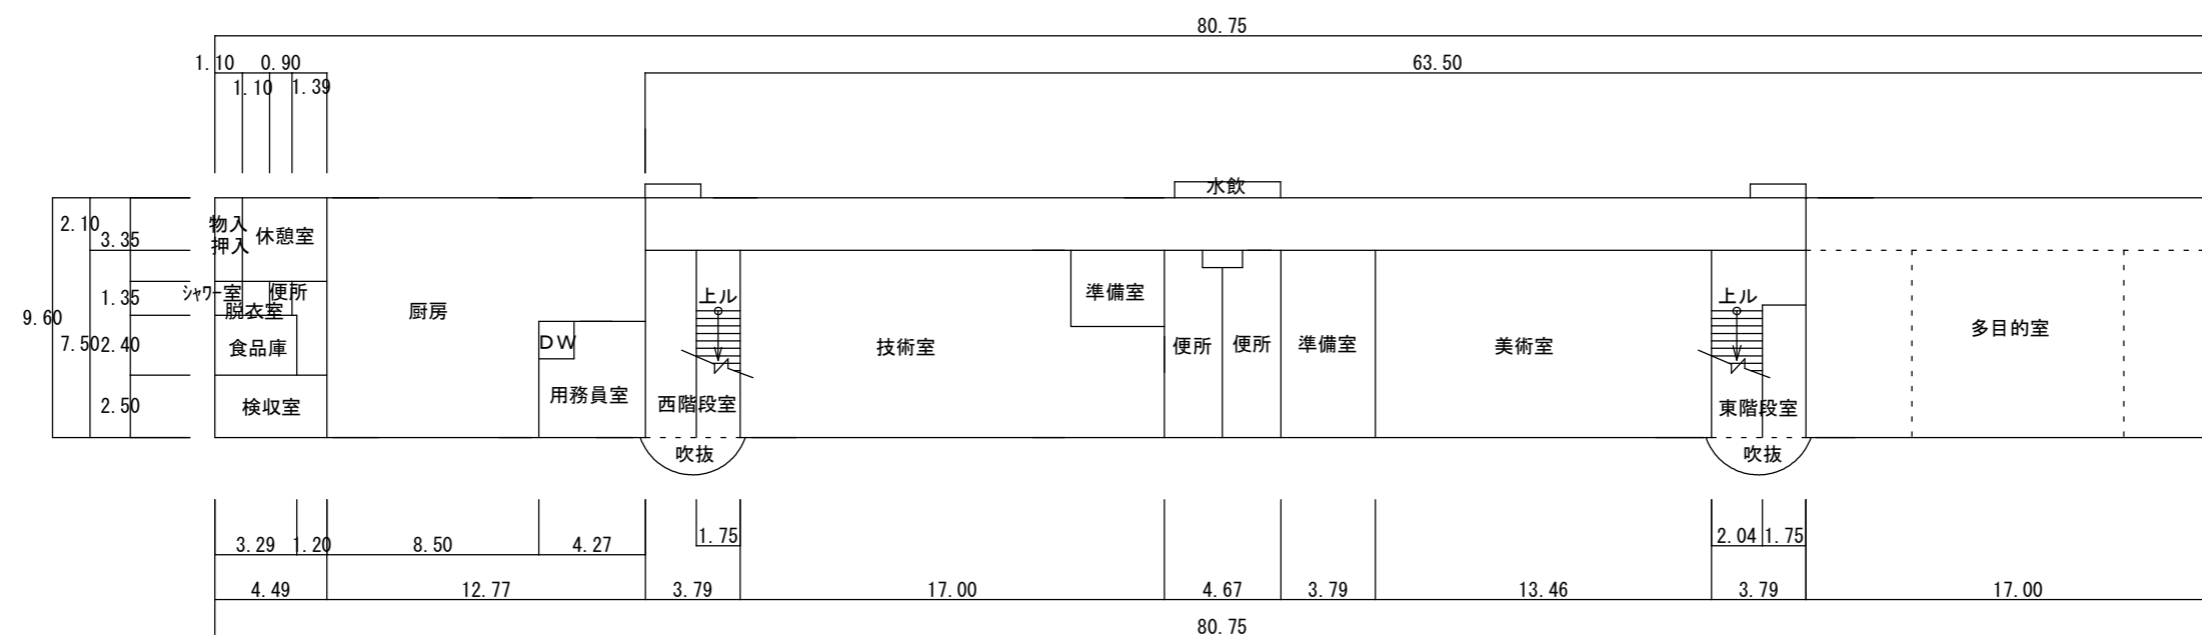 80.75
1.10 0.90 63.50
1.10 1.39
水飲
2.10 物入 休憩室
3.35 押入
シャワー室 便所 上ル 準備室 上ル
1.35 脱衣室 厨房 多目的室
9.60
7.50 2.40 食品庫 DW 技術室 便所 便所 準備室 美術室
2.50 検収室 用務員室 西階段室 東階段室
吹抜 吹抜
3.29 1.20 8.50 4.27 1.75 2.04 1.75
4.49 12.77 3.79 17.00 4.67 3.79 13.46 3.79 17.00
80.75